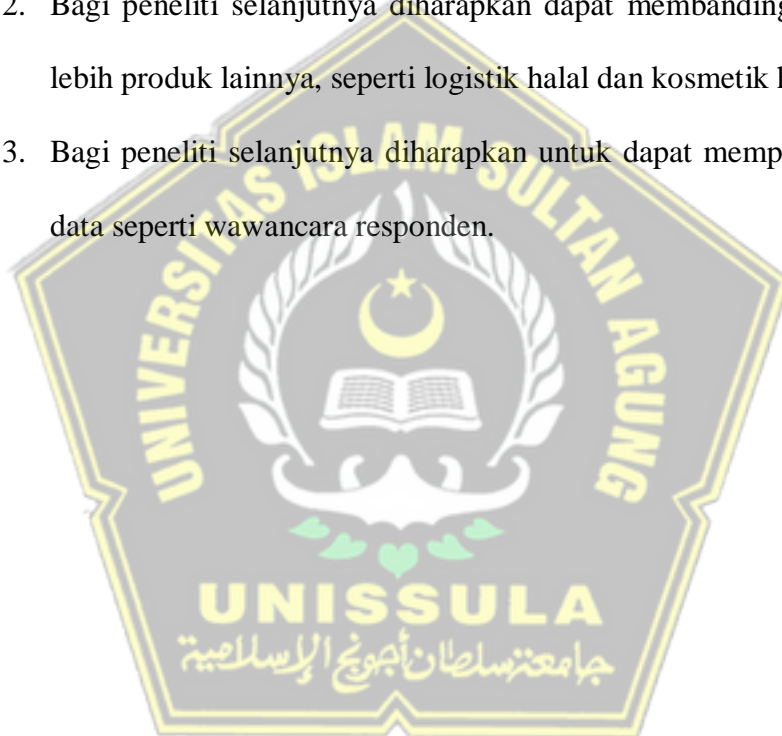 2. Bagi peneliti selanjutnya diharapkan dapat membanding
lebih produk lainnya, seperti logistik halal dan kosmetik
3. Bagi peneliti selanjutnya diharapkan untuk dapat memp
data seperti wawancara responden.
UNIVERSITAS ISLAM SULTAN AGUNG
UNISSULA
جامعة سلطان أجونج الإسلامية